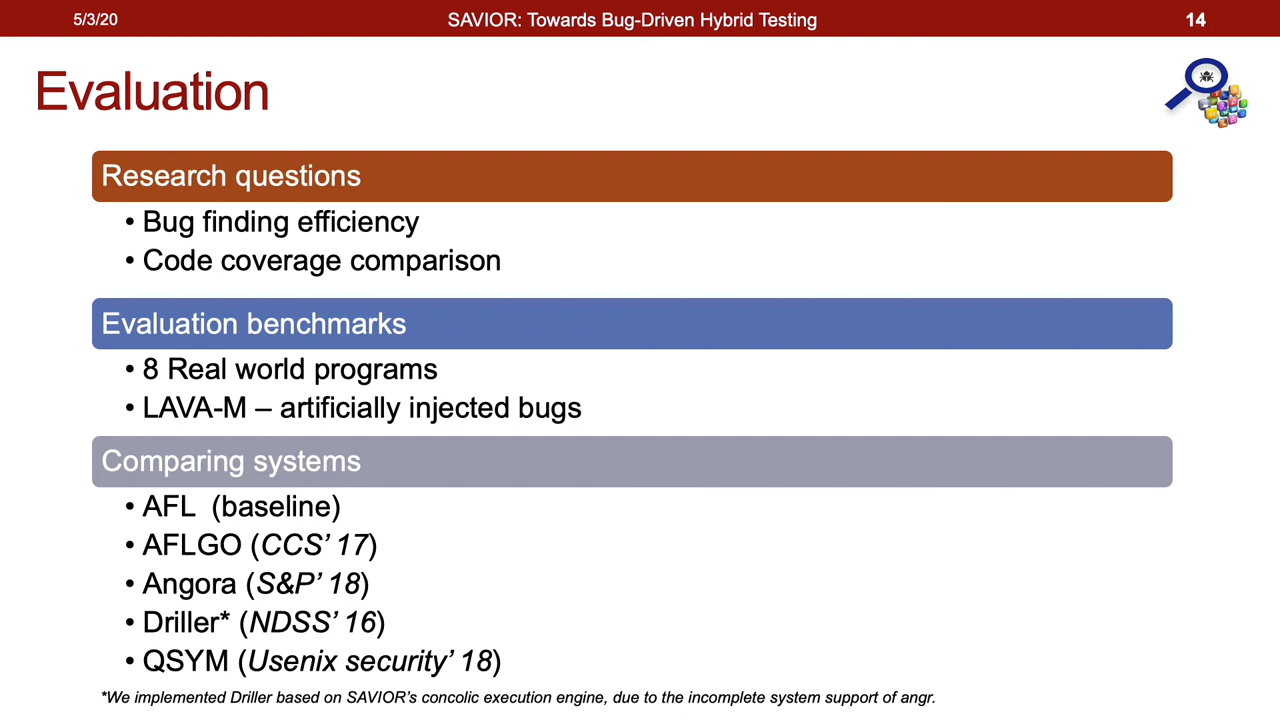 5/3/20
SAVIOR: Towards Bug-Driven Hybrid Testing
14
Evaluation
Research questions
• Bug finding efficiency
• Code coverage comparison
Evaluation benchmarks
• 8 Real world programs
• LAVA-M – artificially injected bugs
Comparing systems
• AFL (baseline)
• AFLGO (CCS’ 17)
• Angora (S&P’ 18)
• Driller* (NDSS’ 16)
• QSYM (Usenix security’ 18)
*We implemented Driller based on SAVIOR’s concolic execution engine, due to the incomplete system support of angr.